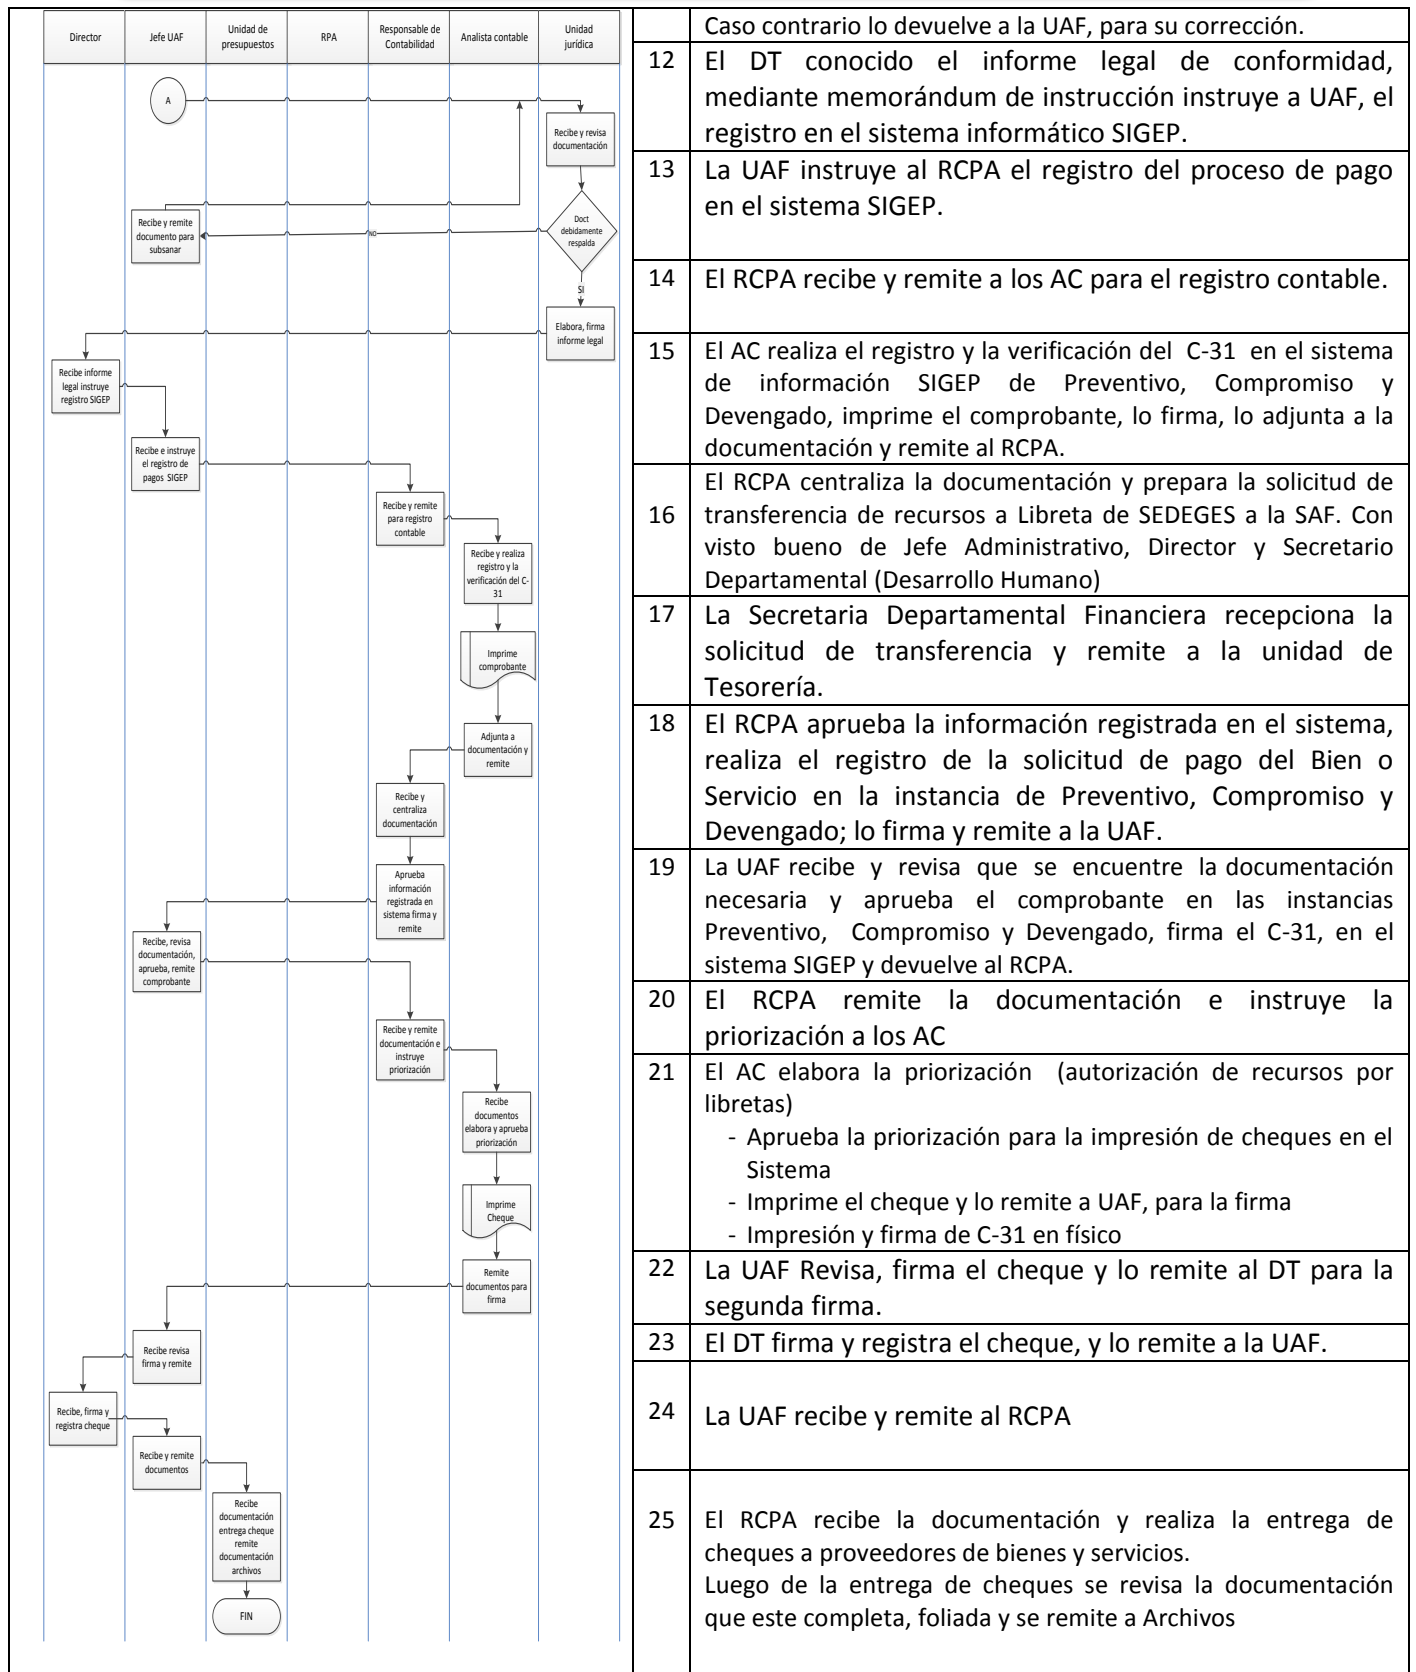 Director
Jefe UAF
Unidad de
presupuestos
RPA
Responsable de
Contabilidad
Analista contable
Unidad
jurídica
A
Recibe y revisa
documentación
Doct
debidamente
respalda
NO
Recibe y remite
documento para
subsanar
SI
Elabora, firma
informe legal
Recibe informe
legal instruye
registro SIGEP
Recibe e instruye
el registro de
pagos SIGEP
Recibe y remite
para registro
contable
Recibe y realiza
registro y la
verificación del C-
31
Imprime
comprobante
Adjunta a
documentación y
remite
Recibe y
centraliza
documentación
Aprueba
información
registrada en
sistema firma y
remite
Recibe, revisa
documentación,
aprueba, remite
comprobante
Recibe y remite
documentación e
instruye
priorización
Recibe
documentos
elabora y aprueba
priorización
Imprime
Cheque
Remite
documentos para
firma
Recibe revisa
firma y remite
Recibe, firma y
registra cheque
Recibe y remite
documentos
Recibe
documentación
entrega cheque
remite
documentación
archivos
FIN
Caso contrario lo devuelve a la UAF, para su corrección.
12 El DT conocido el informe legal de conformidad,
mediante memorándum de instrucción instruye a UAF, el
registro en el sistema informático SIGEP.
13 La UAF instruye al RCPA el registro del proceso de pago
en el sistema SIGEP.
14 El RCPA recibe y remite a los AC para el registro contable.
15 El AC realiza el registro y la verificación del C-31 en el sistema
de información SIGEP de Preventivo, Compromiso y
Devengado, imprime el comprobante, lo firma, lo adjunta a la
documentación y remite al RCPA.
El RCPA centraliza la documentación y prepara la solicitud de
16 transferencia de recursos a Libreta de SEDEGES a la SAF. Con
visto bueno de Jefe Administrativo, Director y Secretario
Departamental (Desarrollo Humano)
17 La Secretaria Departamental Financiera recepciona la
solicitud de transferencia y remite a la unidad de
Tesorería.
18 El RCPA aprueba la información registrada en el sistema,
realiza el registro de la solicitud de pago del Bien o
Servicio en la instancia de Preventivo, Compromiso y
Devengado; lo firma y remite a la UAF.
19 La UAF recibe y revisa que se encuentre la documentación
necesaria y aprueba el comprobante en las instancias
Preventivo, Compromiso y Devengado, firma el C-31, en el
sistema SIGEP y devuelve al RCPA.
20 El RCPA remite la documentación e instruye la
priorización a los AC
21 El AC elabora la priorización (autorización de recursos por
libretas)
- Aprueba la priorización para la impresión de cheques en el
Sistema
- Imprime el cheque y lo remite a UAF, para la firma
- Impresión y firma de C-31 en físico
22 La UAF Revisa, firma el cheque y lo remite al DT para la
segunda firma.
23 El DT firma y registra el cheque, y lo remite a la UAF.
24 La UAF recibe y remite al RCPA
25 El RCPA recibe la documentación y realiza la entrega de
cheques a proveedores de bienes y servicios.
Luego de la entrega de cheques se revisa la documentación
que este completa, foliada y se remite a Archivos